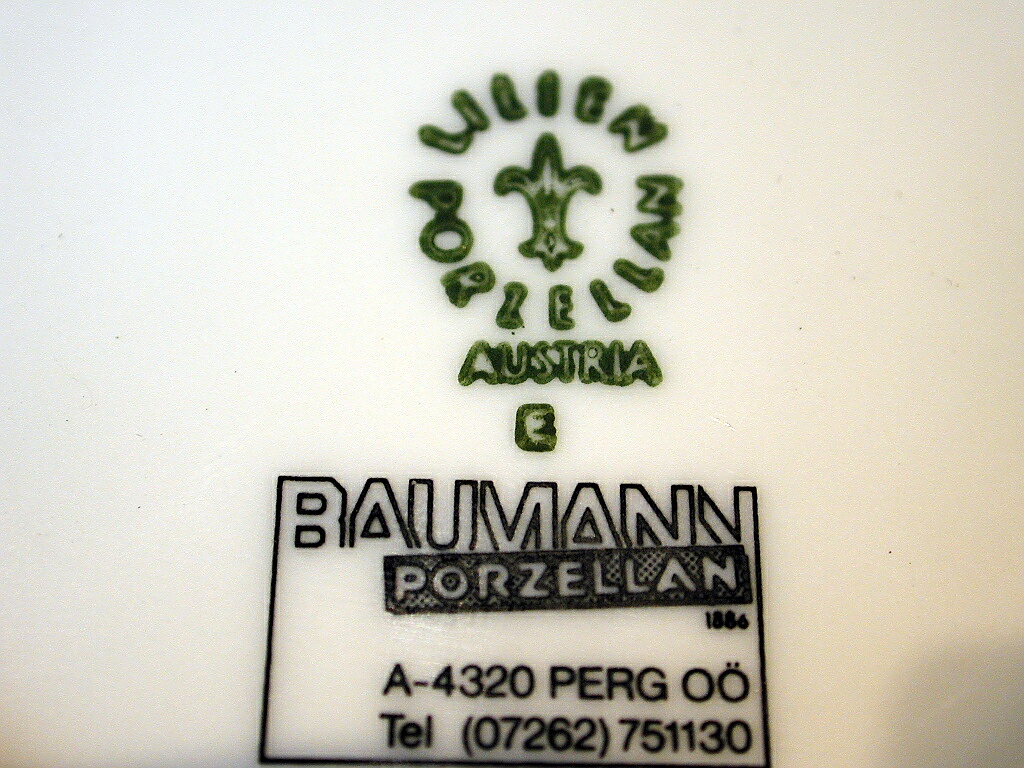 LILIEN
PORZELLAN
AUSTRIA
E
BAUMANN
PORZELLAN
1886
A-4320 PERG OÖ
Tel (07262) 751130